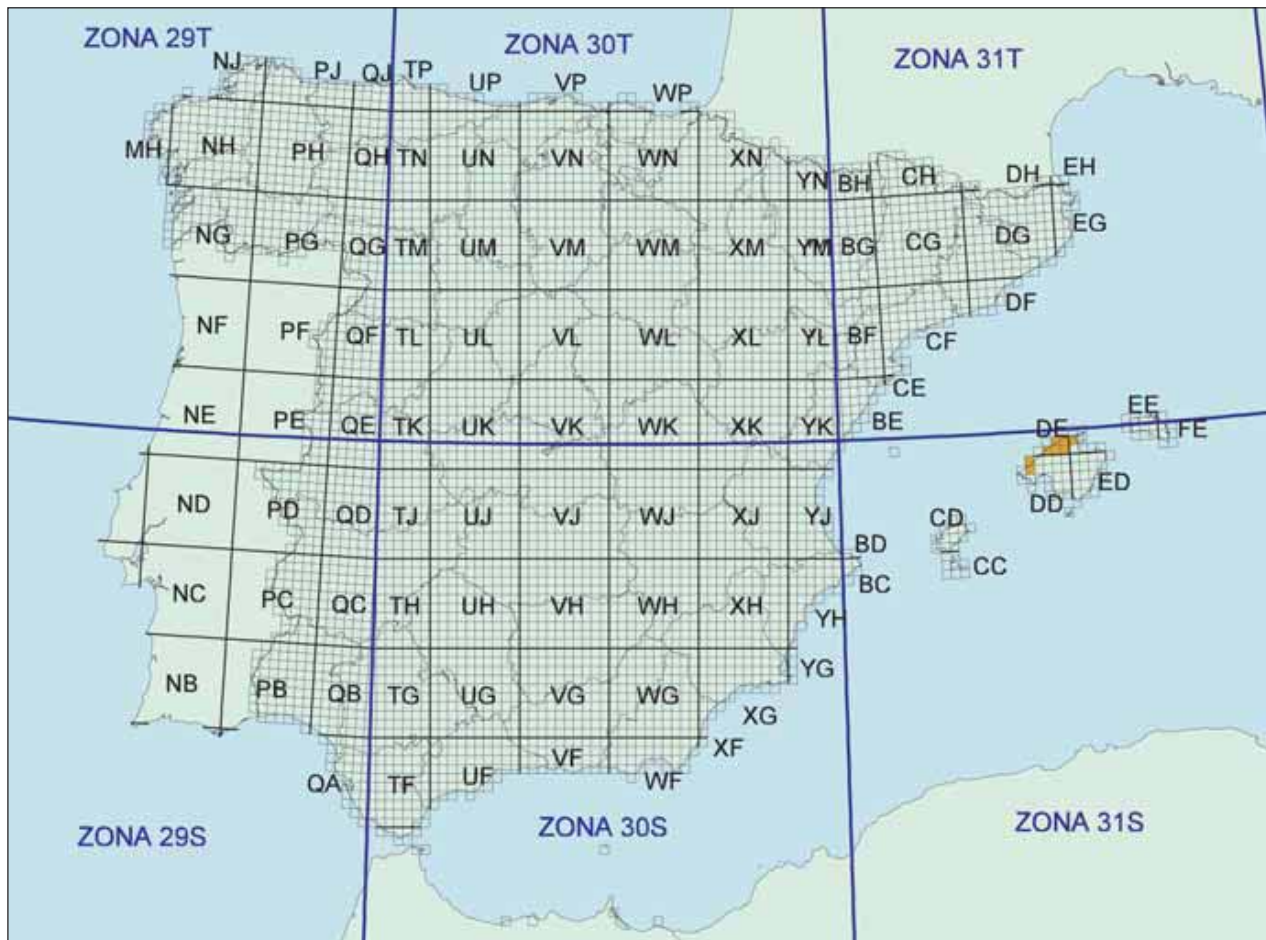 ZONA 29T
ZONA 30T
ZONA 31T
NJ
PJ
QJ
TP
UP
VP
WP
MH
NH
PH
QH
TN
UN
VN
WN
XN
YN
BH
CH
DH
EH
NG
PG
QG
TM
UM
VM
WM
XM
YM
BG
CG
DG
EG
NF
PF
QF
TL
UL
VL
WL
XL
YL
BF
CF
DF
NE
PE
QE
TK
UK
VK
WK
XK
YK
BE
CE
DE
EE
FE
ND
PD
QD
TJ
UJ
VJ
WJ
XJ
YJ
BD
CD
DD
ED
NC
PC
QC
TH
UH
VH
WH
XH
YH
BC
CC
NB
PB
QB
TG
UG
VG
WG
XG
YG
QA
TF
UF
VF
WF
XF
ZONA 29S
ZONA 30S
ZONA 31S